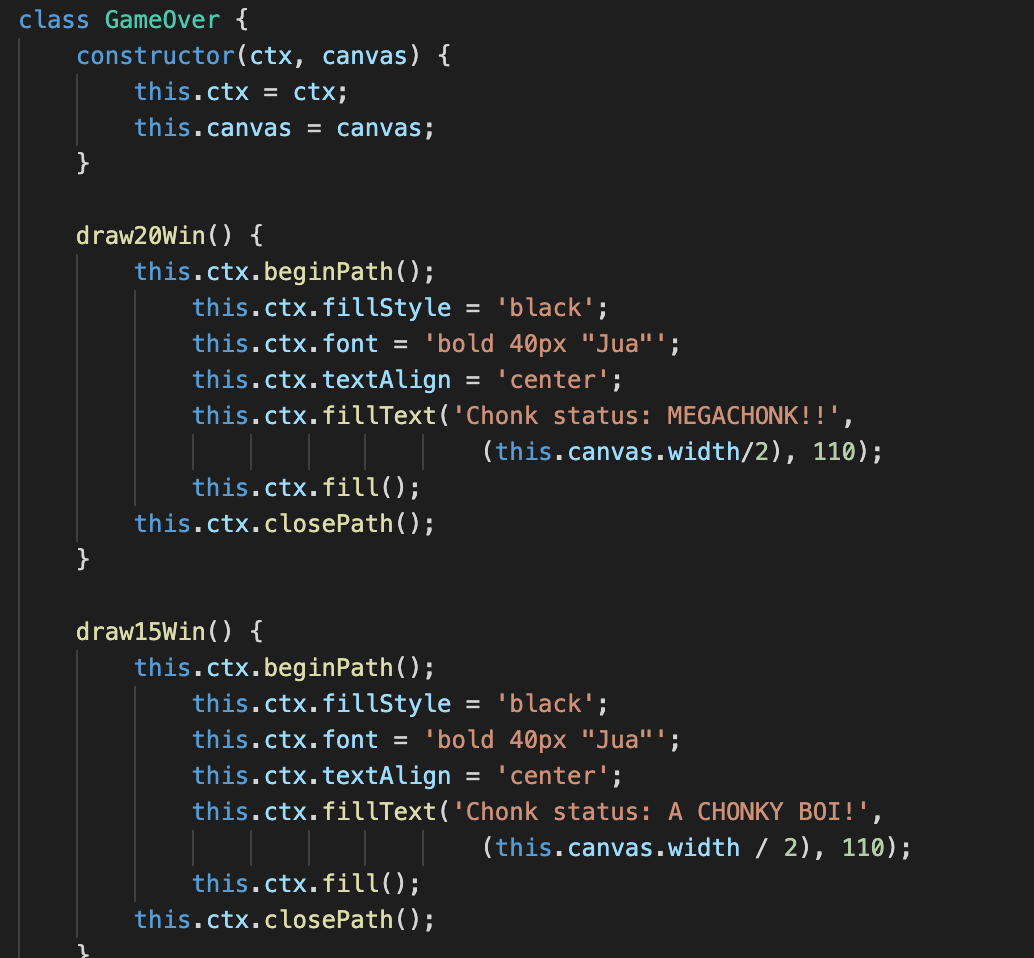 class GameOver {
    constructor(ctx, canvas) {
        this.ctx = ctx;
        this.canvas = canvas;
    }

    draw20Win() {
        this.ctx.beginPath();
            this.ctx.fillStyle = 'black';
            this.ctx.font = 'bold 40px "Jua"';
            this.ctx.textAlign = 'center';
            this.ctx.fillText('Chonk status: MEGACHONK!!',
                                (this.canvas.width/2), 110);
            this.ctx.fill();
        this.ctx.closePath();
    }

    draw15Win() {
        this.ctx.beginPath();
            this.ctx.fillStyle = 'black';
            this.ctx.font = 'bold 40px "Jua"';
            this.ctx.textAlign = 'center';
            this.ctx.fillText('Chonk status: A CHONKY BOI!',
                                (this.canvas.width / 2), 110);
            this.ctx.fill();
        this.ctx.closePath();
    }